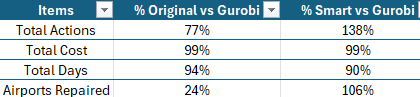 Items % Original vs Gurobi % Smart vs Gurobi
Total Actions 77% 138%
Total Cost 99% 99%
Total Days 94% 90%
Airports Repaired 24% 106%